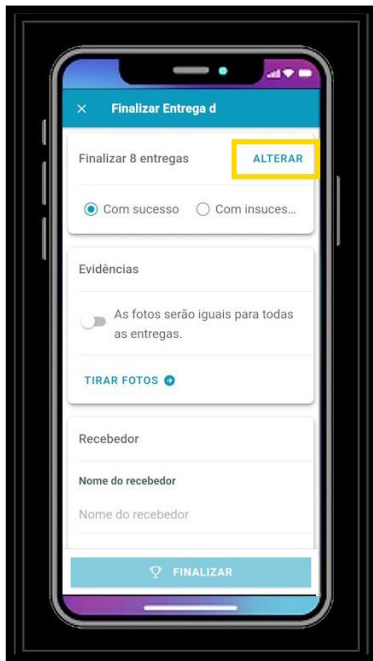 Finalizar Entrega d
Finalizar 8 entregas
ALTERAR
Com sucesso
Com insuces...
Evidências
As fotos serão iguais para todas
as entregas.
TIRAR FOTOS
Recebedor
Nome do recebedor
Nome do recebedor
FINALIZAR